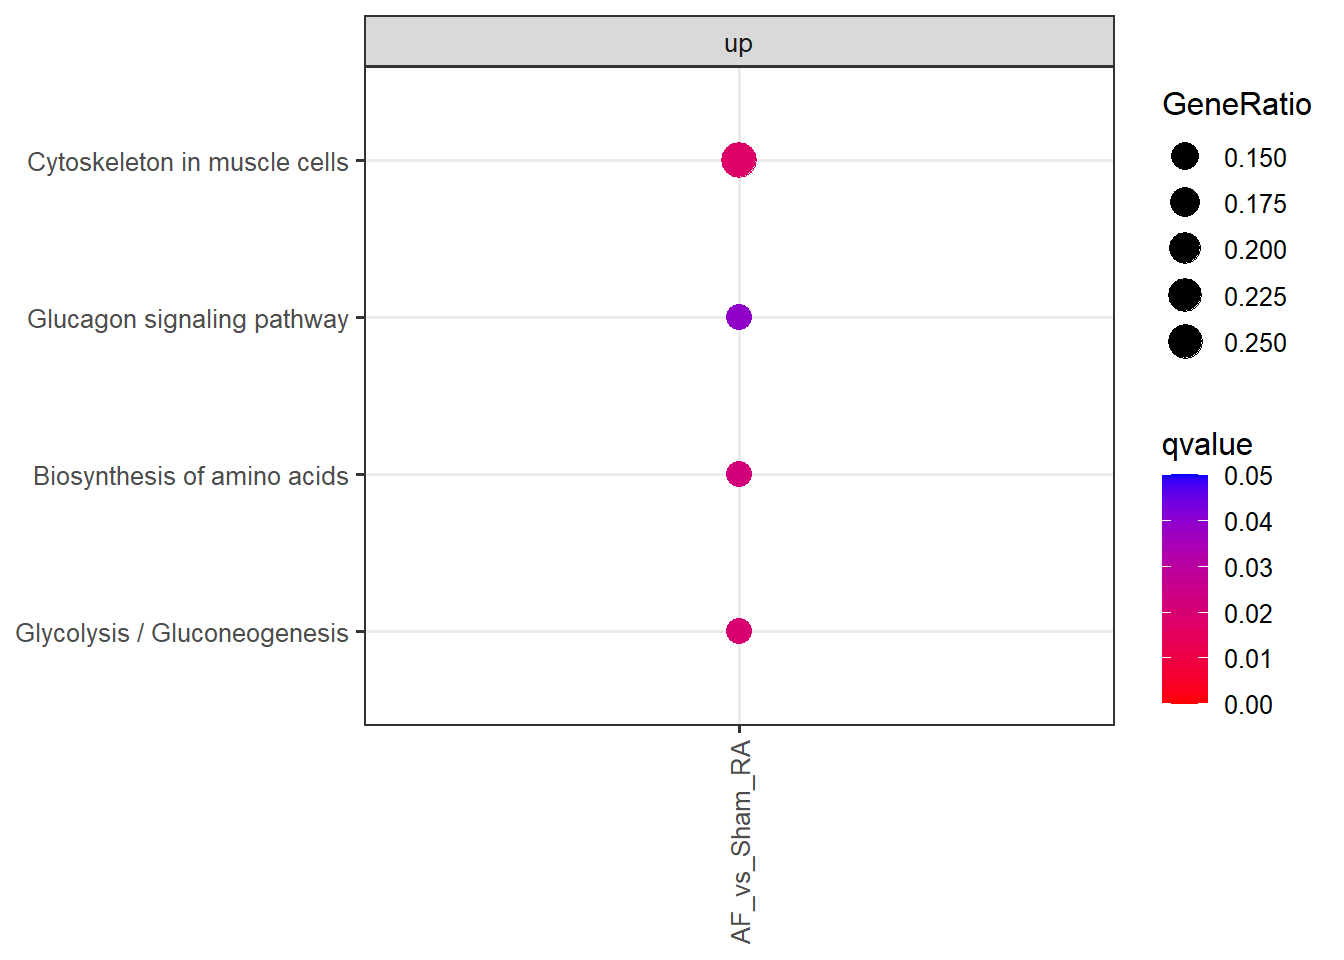 up
Cytoskeleton in muscle cells
Glucagon signaling pathway
Biosynthesis of amino acids
Glycolysis / Gluconeogenesis
AF_vs_Sham_RA
GeneRatio
0.150
0.175
0.200
0.225
0.250
qvalue
0.05
0.04
0.03
0.02
0.01
0.00